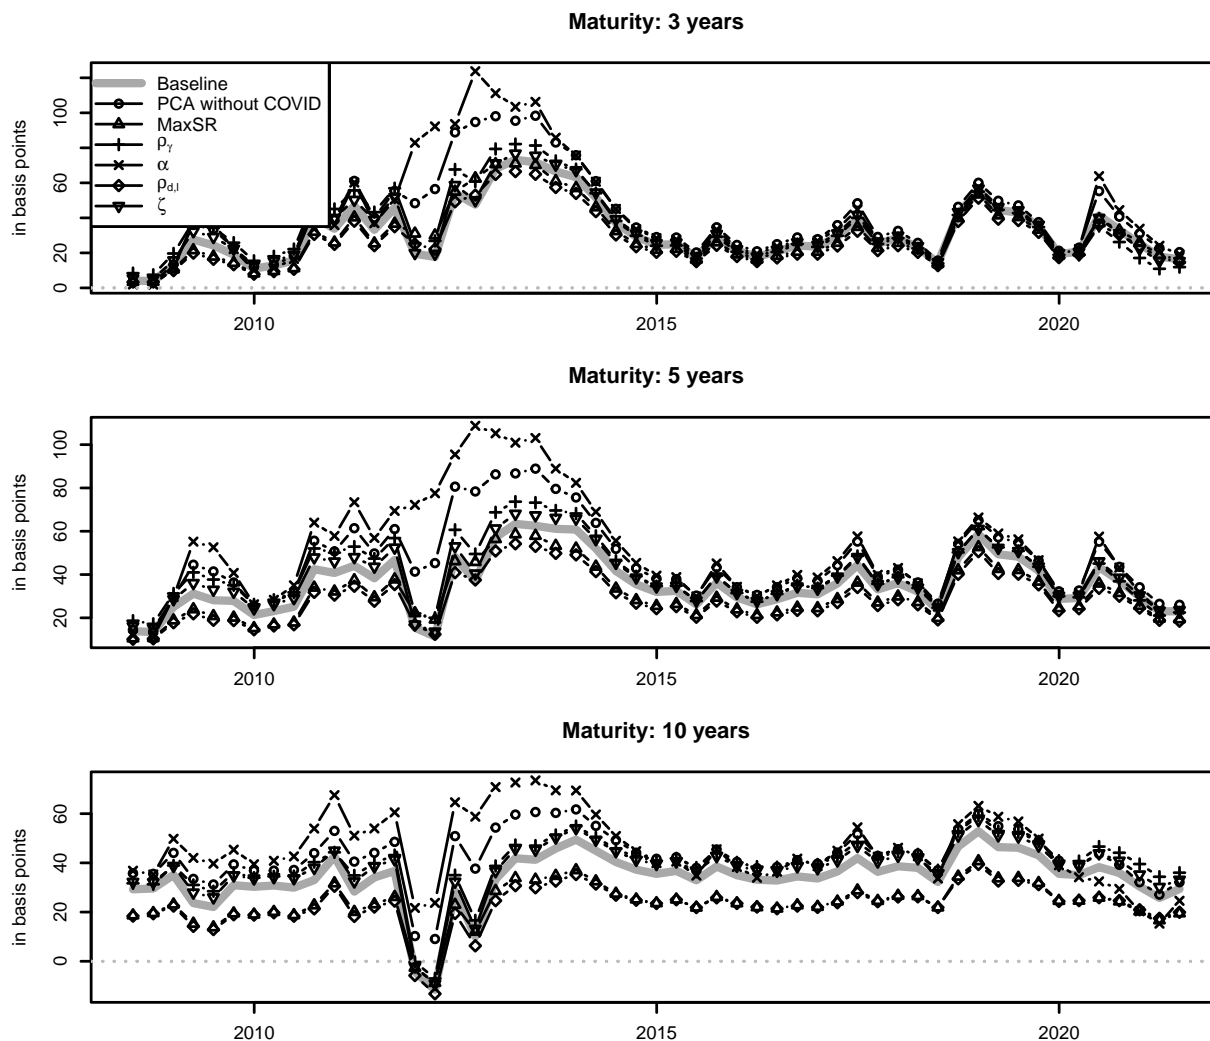 Maturity: 3 years
in basis points
100
60
20
0
Baseline
PCA without COVID
MaxSR
ργ
α
ρd,l
ζ
2010
2015
2020
Maturity: 5 years
in basis points
100
80
60
40
20
2010
2015
2020
Maturity: 10 years
in basis points
60
40
20
0
2010
2015
2020